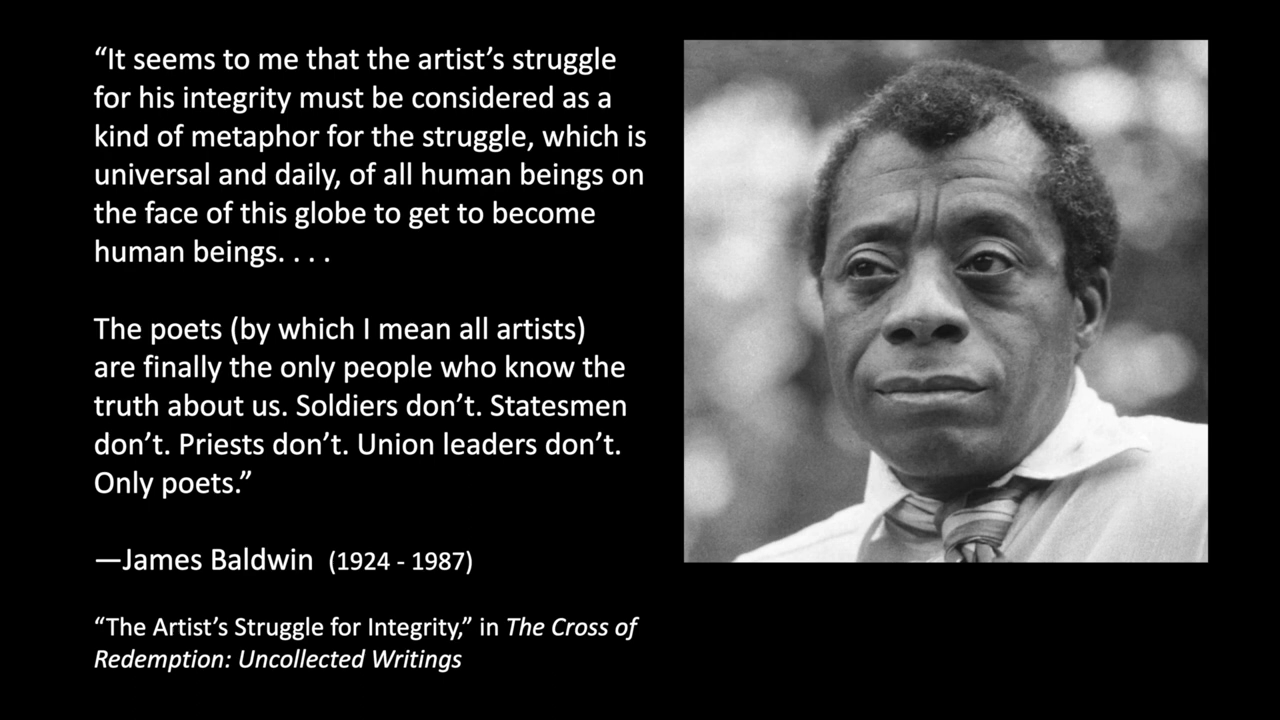 “It seems to me that the artist’s struggle
for his integrity must be considered as a
kind of metaphor for the struggle, which is
universal and daily, of all human beings on
the face of this globe to get to become
human beings. . . .
The poets (by which I mean all artists)
are finally the only people who know the
truth about us. Soldiers don’t. Statesmen
don’t. Priests don’t. Union leaders don’t.
Only poets.”
—James Baldwin (1924 - 1987)
“The Artist’s Struggle for Integrity,” in The Cross of
Redemption: Uncollected Writings